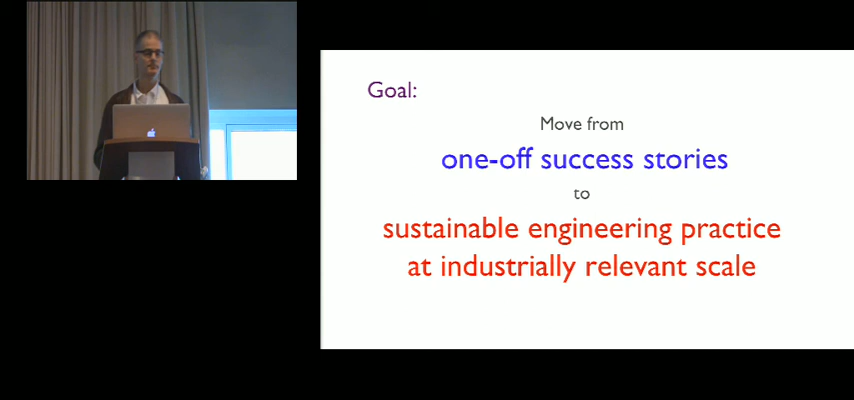 Goal:
Move from
one-off success stories
to
sustainable engineering practice
at industrially relevant scale